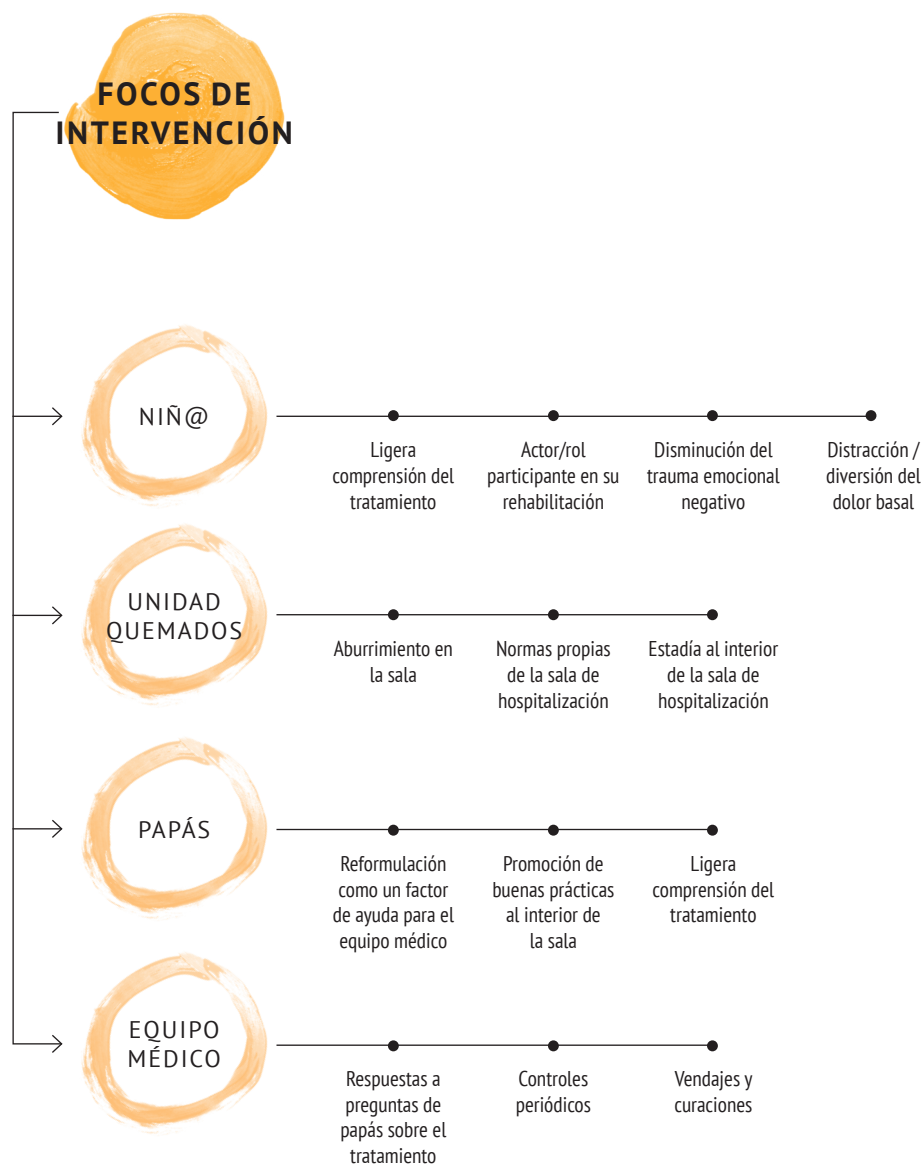 FOCOS DE
INTERVENCIÓN
NIÑ@
Ligera
comprensión del
tratamiento
Actor/rol
participante en su
rehabilitación
Disminución del
trauma emocional
negativo
Distracción /
diversión del
dolor basal
UNIDAD
QUEMADOS
Aburrimiento en
la sala
Normas propias
de la sala de
hospitalización
Estadía al interior
de la sala de
hospitalización
PAPÁS
Reformulación
como un factor
de ayuda para el
equipo médico
Promoción de
buenas prácticas
al interior de
la sala
Ligera
comprensión del
tratamiento
EQUIPO
MÉDICO
Respuestas a
preguntas de
papás sobre el
tratamiento
Controles
periódicos
Vendajes y
curaciones